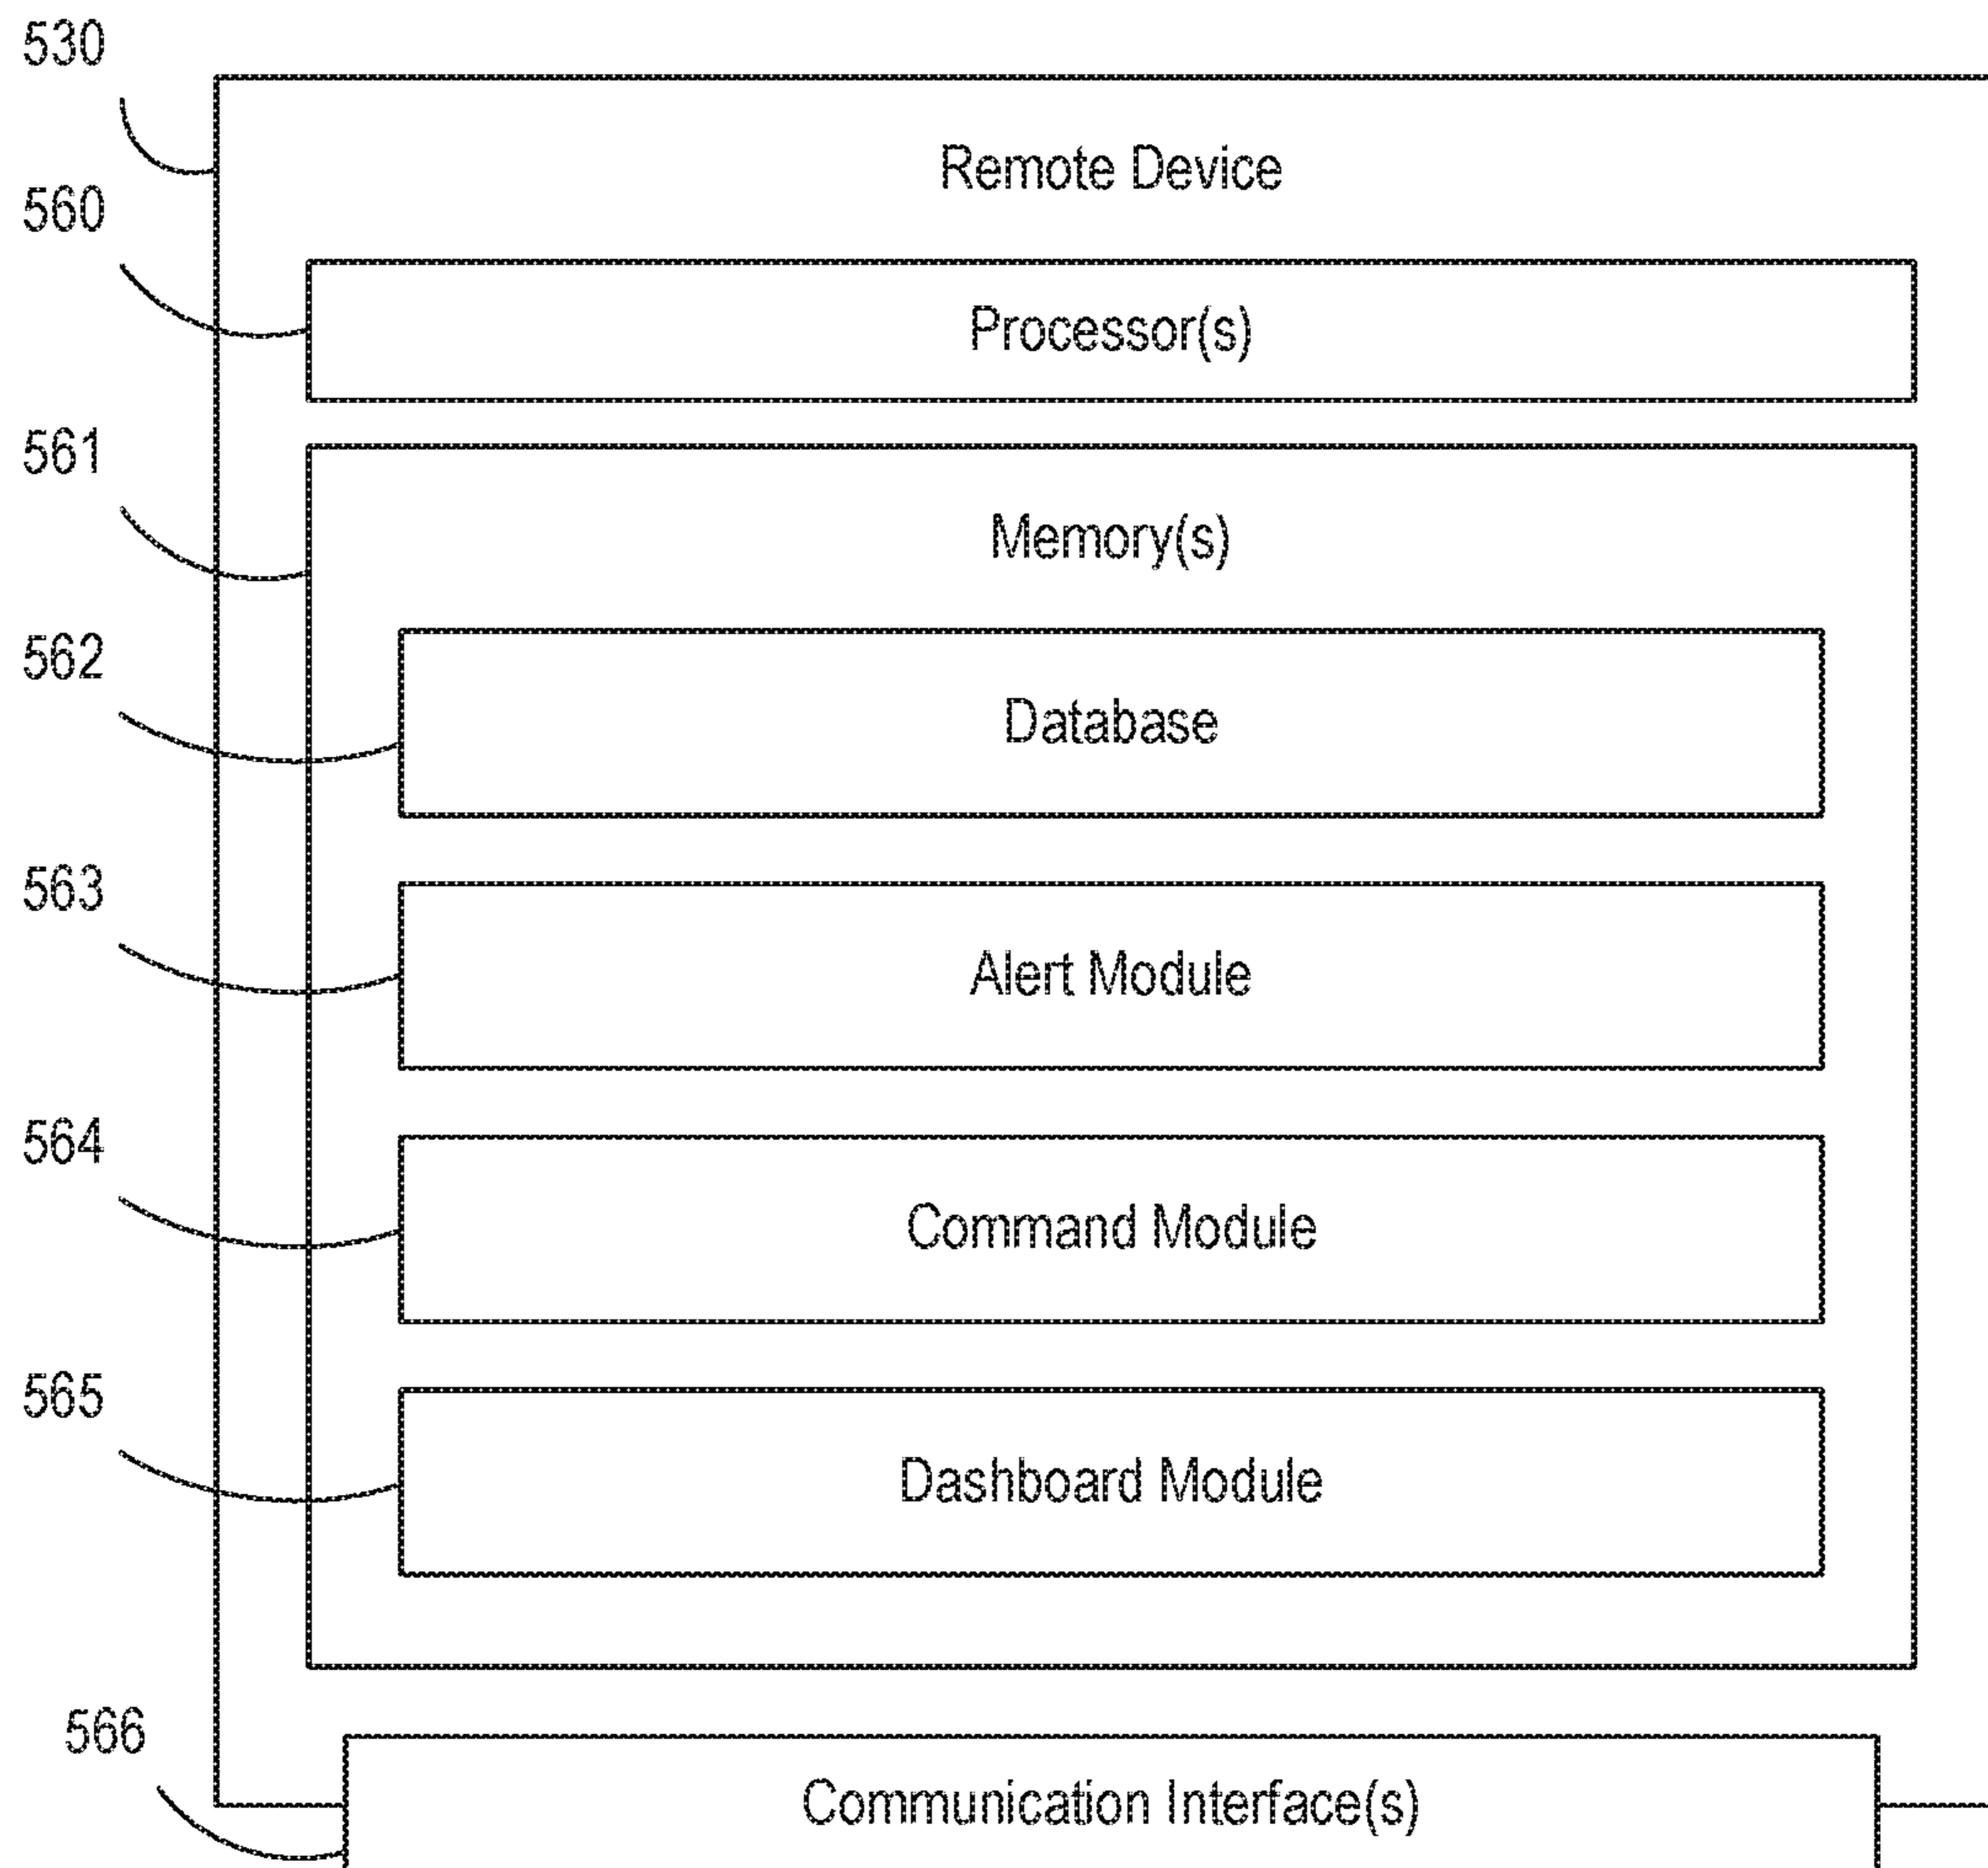 530
Remote Device
560
Processor(s)
561
Memory(s)
562
Database
563
Alert Module
564
Command Module
565
Dashboard Module
566
Communication Interface(s)